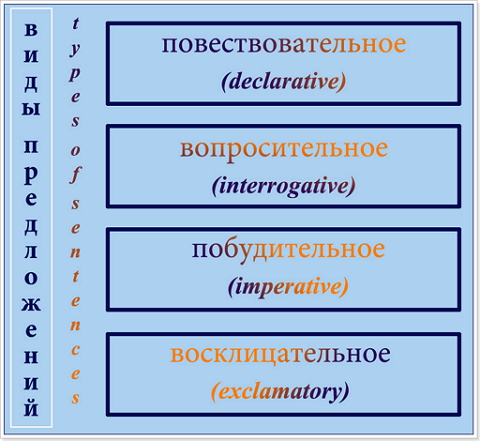 виды предложений
types of sentences
повествовательное
(declarative)
вопросительное
(interrogative)
побудительное
(imperative)
восклицательное
(exclamatory)